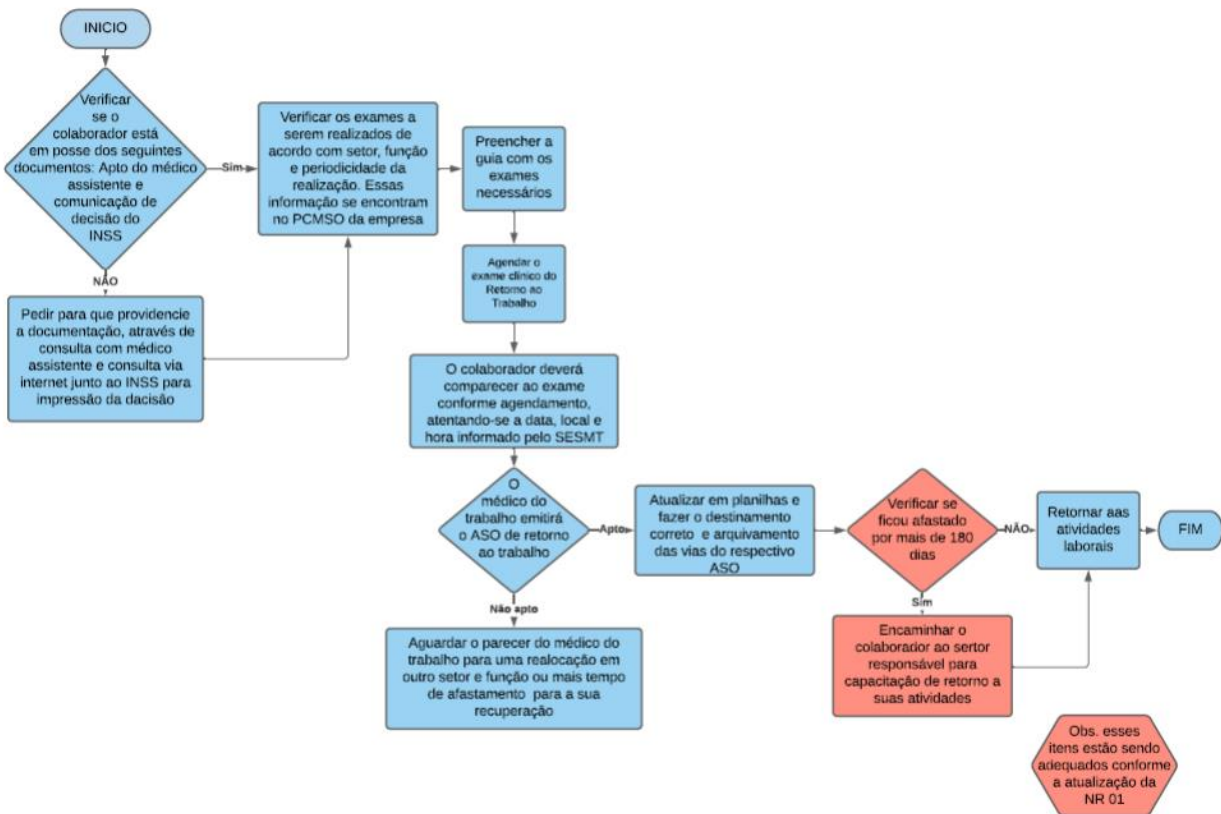 INICIO
Verificar
se o
colaborador está
em posse dos seguintes
documentos: Apto do médico
assistente e
comunicação de
decisão do
INSS
Sim
NÃO
Pedir para que providencie
a documentação, através de
consulta com médico
assistente e consulta via
internet junto ao INSS para
impressão da dacisão
Verificar os exames a
serem realizados de
acordo com setor, função
e periodicidade da
realização. Essas
informação se encontram
no PCMSO da empresa
Preencher a
guia com os
exames
necessários
Agendar o
exame clínico do
Retorno ao
Trabalho
O colaborador deverá
comparecer ao exame
conforme agendamento,
atentando-se a data, local e
hora informado pelo SESMT
O
médico do
trabalho emitirá
o ASO de retorno
ao trabalho
Apto
Não apto
Aguardar o parecer do médico do
trabalho para uma realocação em
outro setor e função ou mais tempo
de afastamento para a sua
recuperação
Atualizar em planilhas e
fazer o destinamento
correto e arquivamento
das vias do respectivo
ASO
Verificar se
ficou afastado
por mais de 180
dias
NÃO
Sim
Encaminhar o
colaborador ao sertor
responsável para
capacitação de retorno a
suas atividades
Retornar aas
atividades
laborais
FIM
Obs. esses
itens estão sendo
adequados conforme
a atualização da
NR 01